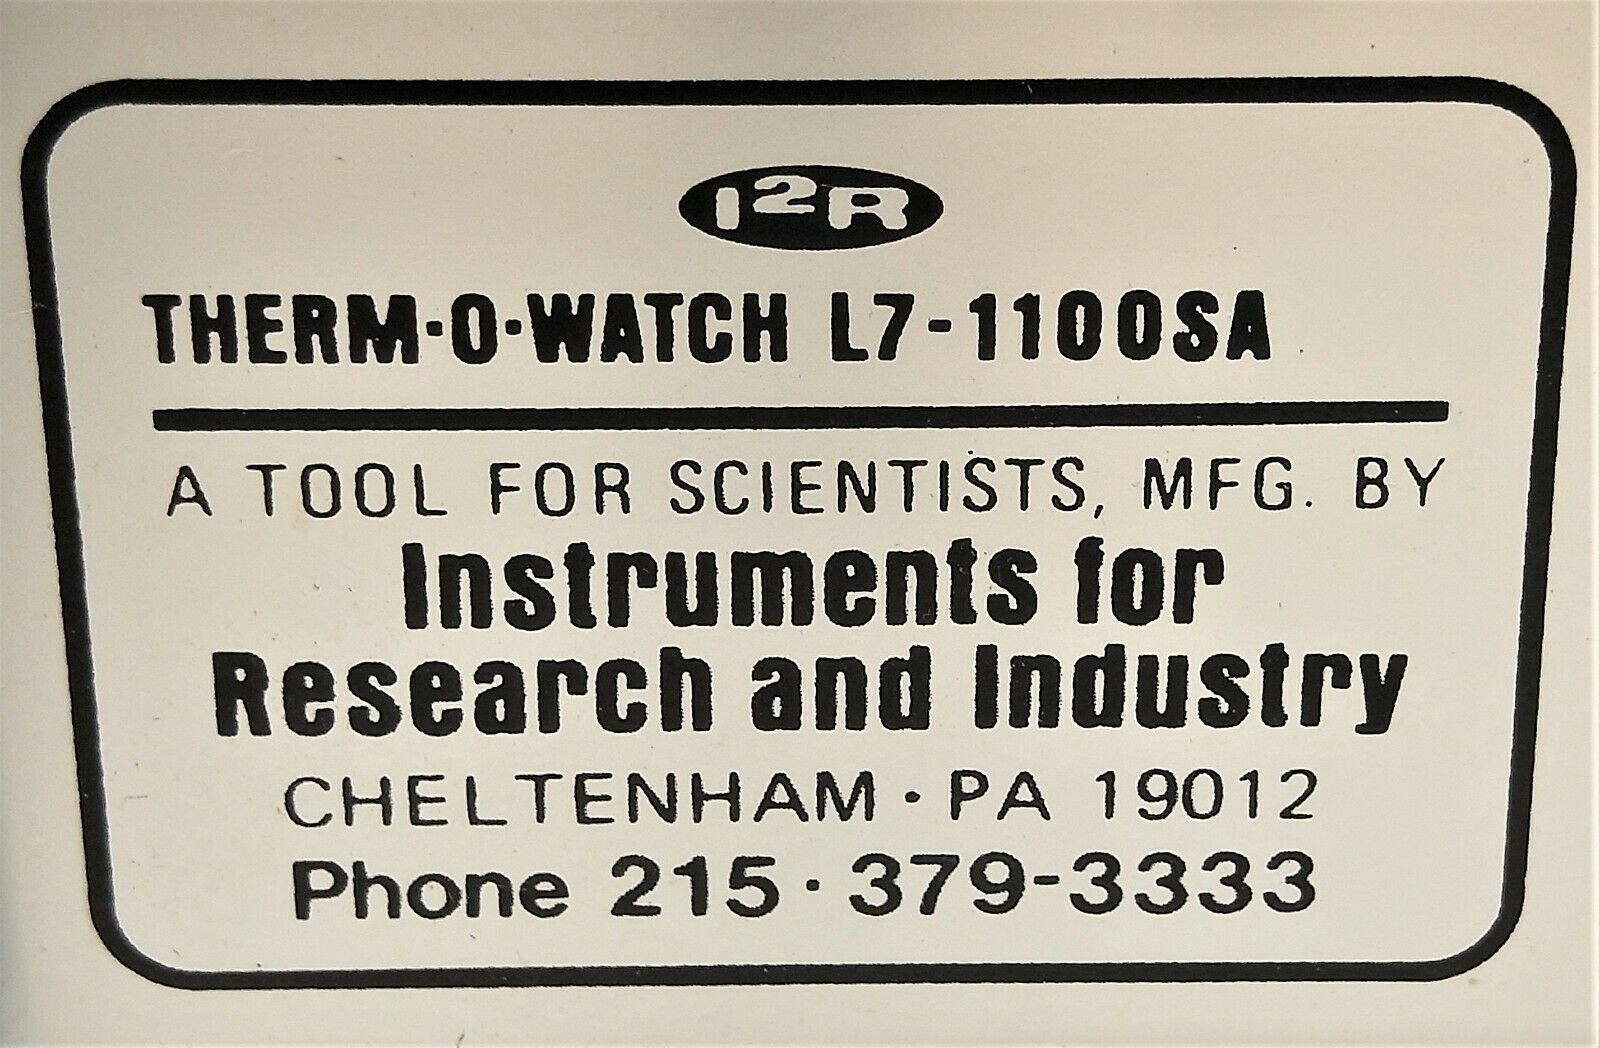 I2R
THERM·O·WATCH L7-1100SA
A TOOL FOR SCIENTISTS, MFG. BY
Instruments for
Research and Industry
CHELTENHAM · PA 19012
Phone 215 · 379-3333